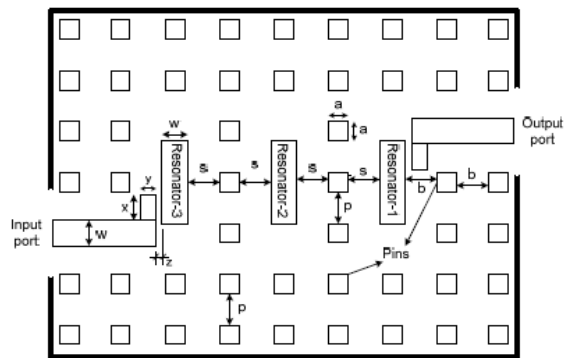 a
a
Output
port
w
Resonator-3
Resonator-2
Resonator-1
s
s
s
s
b
b
y
x
p
Input
port
w
z
Pins
p